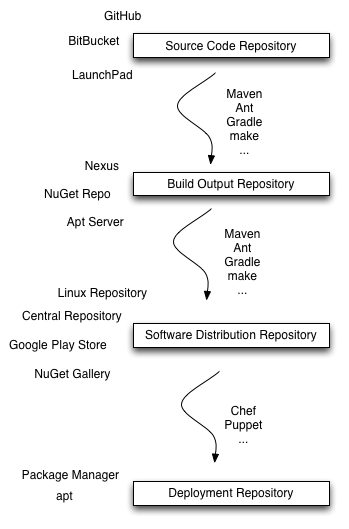 GitHub
BitBucket
Source Code Repository
LaunchPad
Maven
Ant
Gradle
make
...
Nexus
Build Output Repository
NuGet Repo
Apt Server
Maven
Ant
Gradle
make
...
Linux Repository
Central Repository
Software Distribution Repository
Google Play Store
NuGet Gallery
Chef
Puppet
...
Package Manager
Deployment Repository
apt